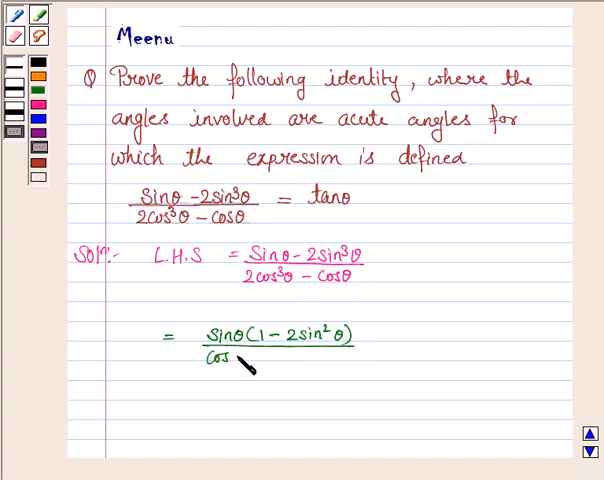 Meenu
Q Prove the following identity, where the
angles involved are acute angles for
which the expression is defined
sinθ - 2sin³θ / 2cos³θ - cosθ = tanθ
Soln:- L.H.S = sinθ - 2sin³θ / 2cos³θ - cosθ
= sinθ(1 - 2sin²θ) / cos